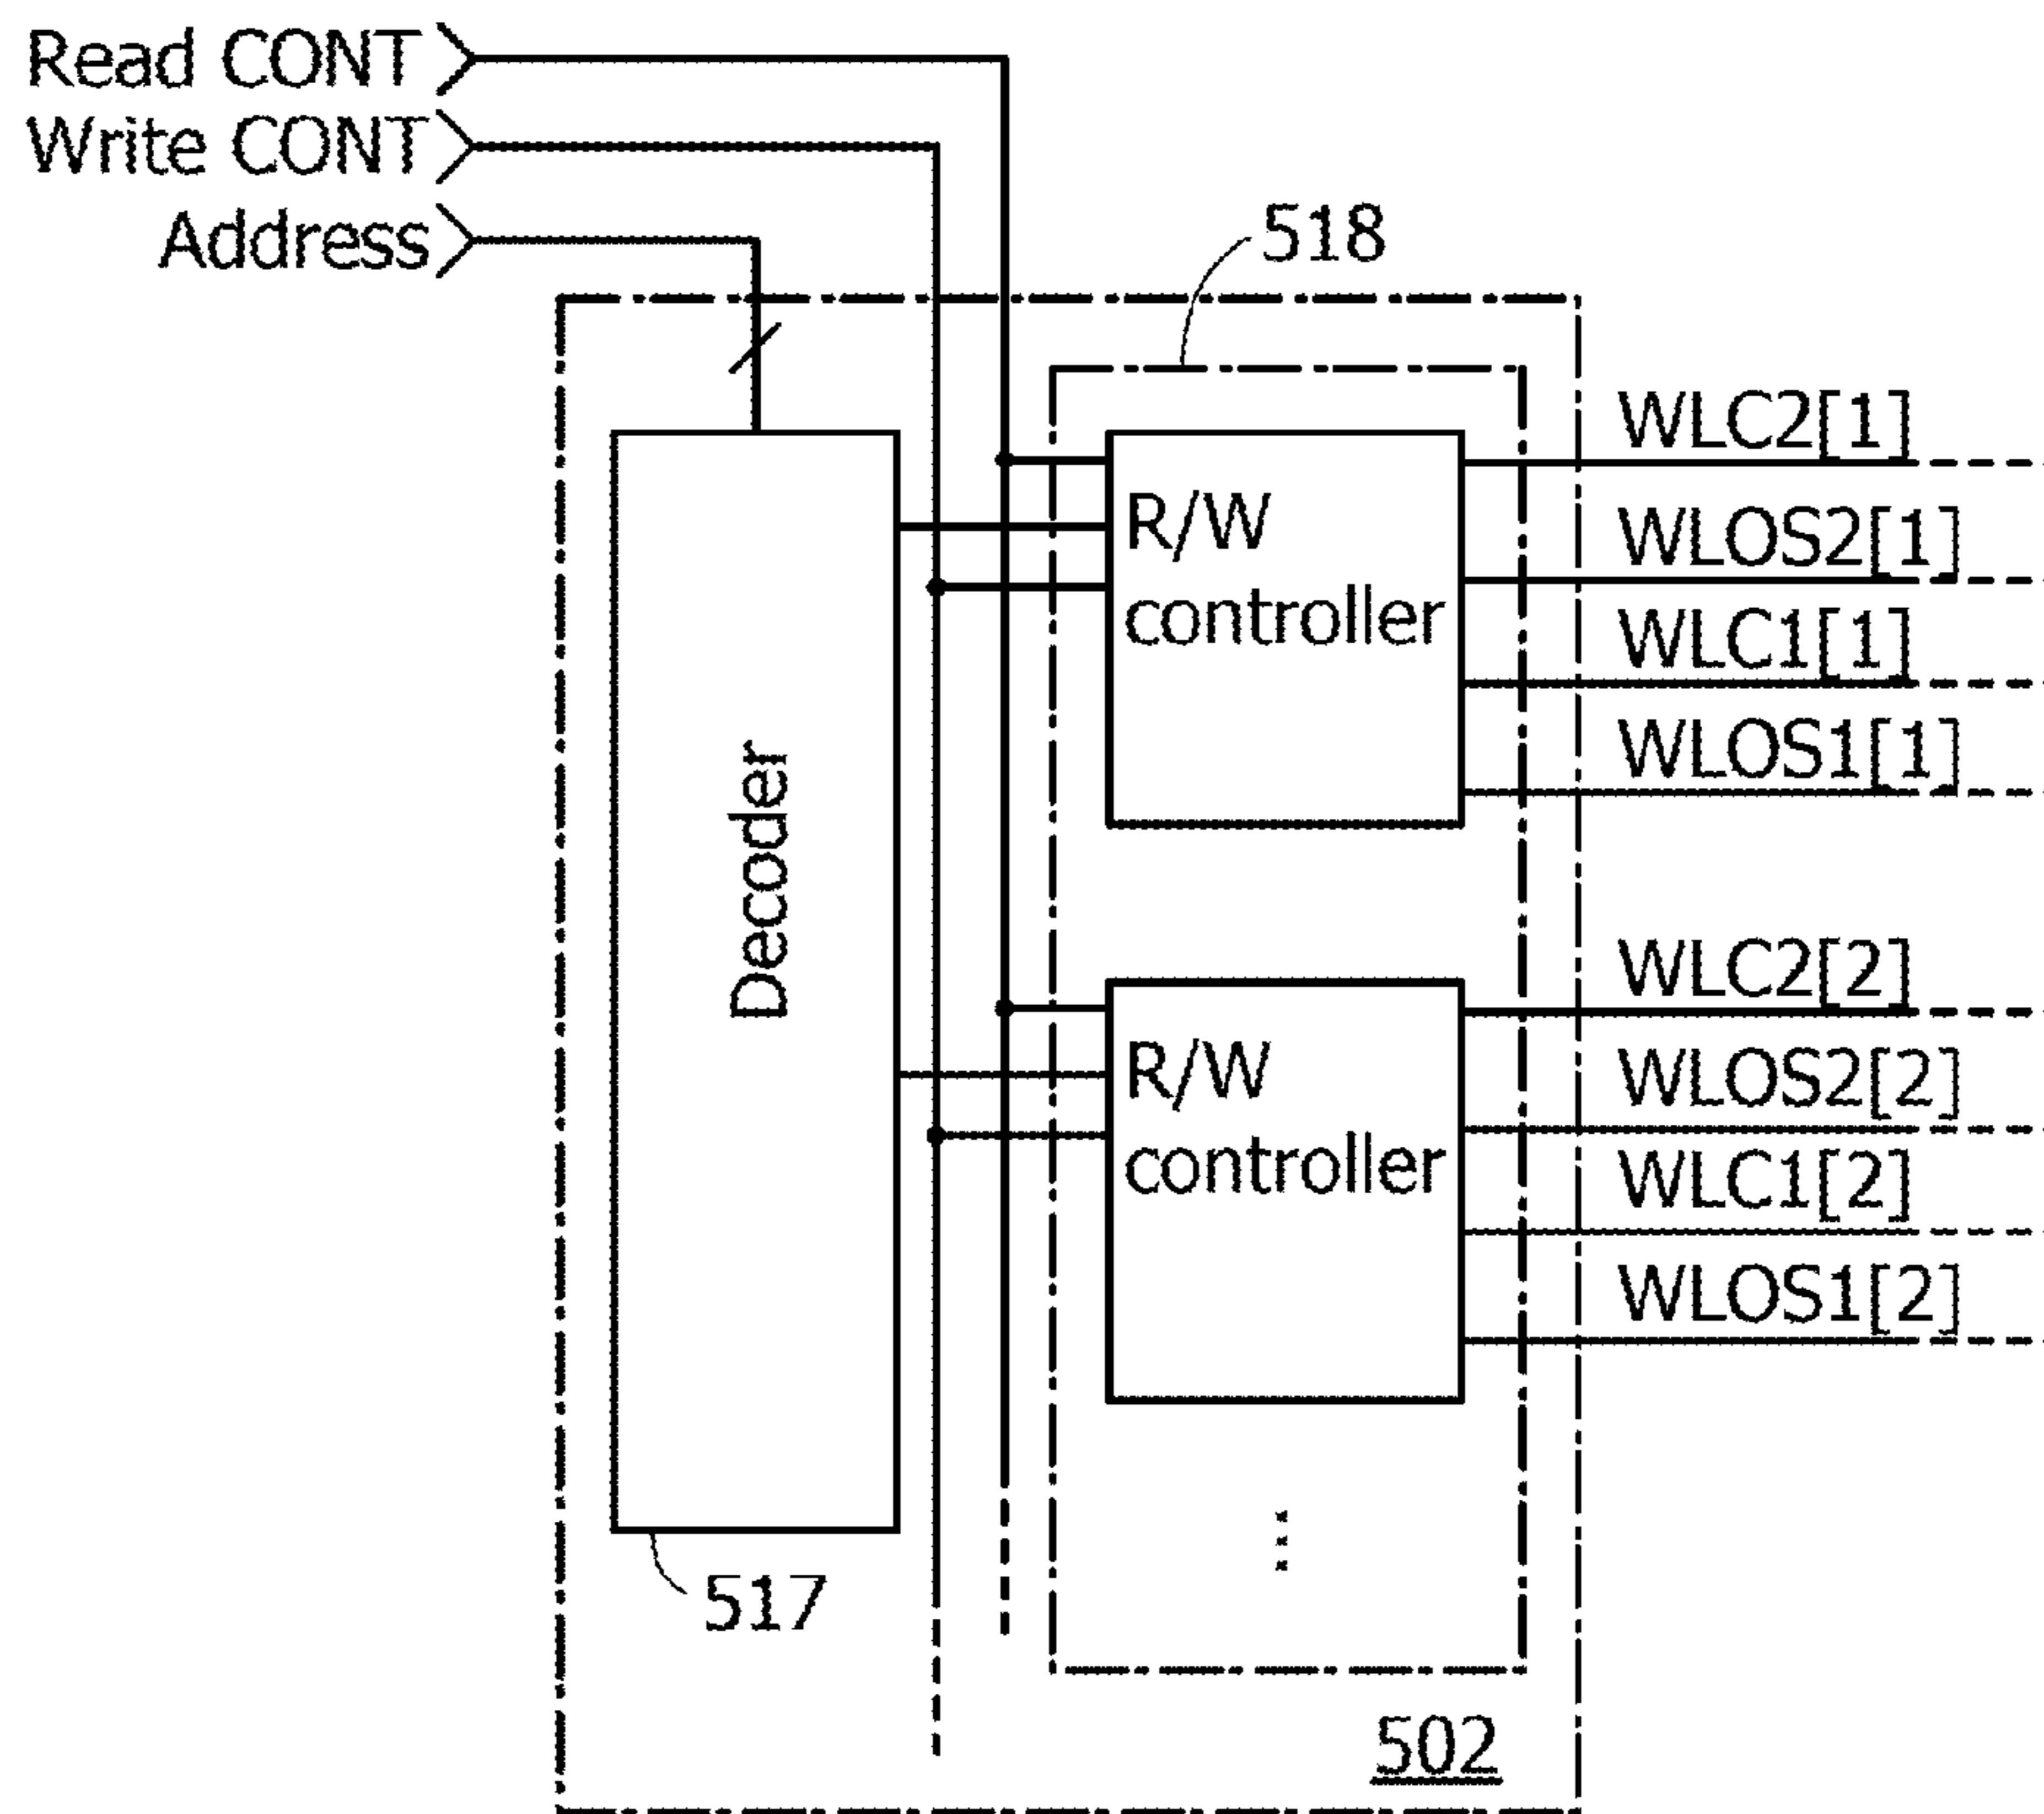 Read CONT
Write CONT
Address
518
WLC2[1]
R/W
controller
WLOS2[1]
WLC1[1]
WLOS1[1]
Decoder
WLC2[2]
R/W
controller
WLOS2[2]
WLC1[2]
WLOS1[2]
517
502